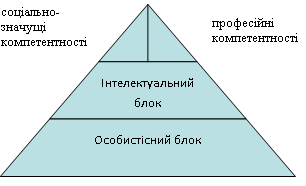 соціально-
значущі
компетентності
професійні
компетентності
Інтелектуальний
блок
Особистісний блок